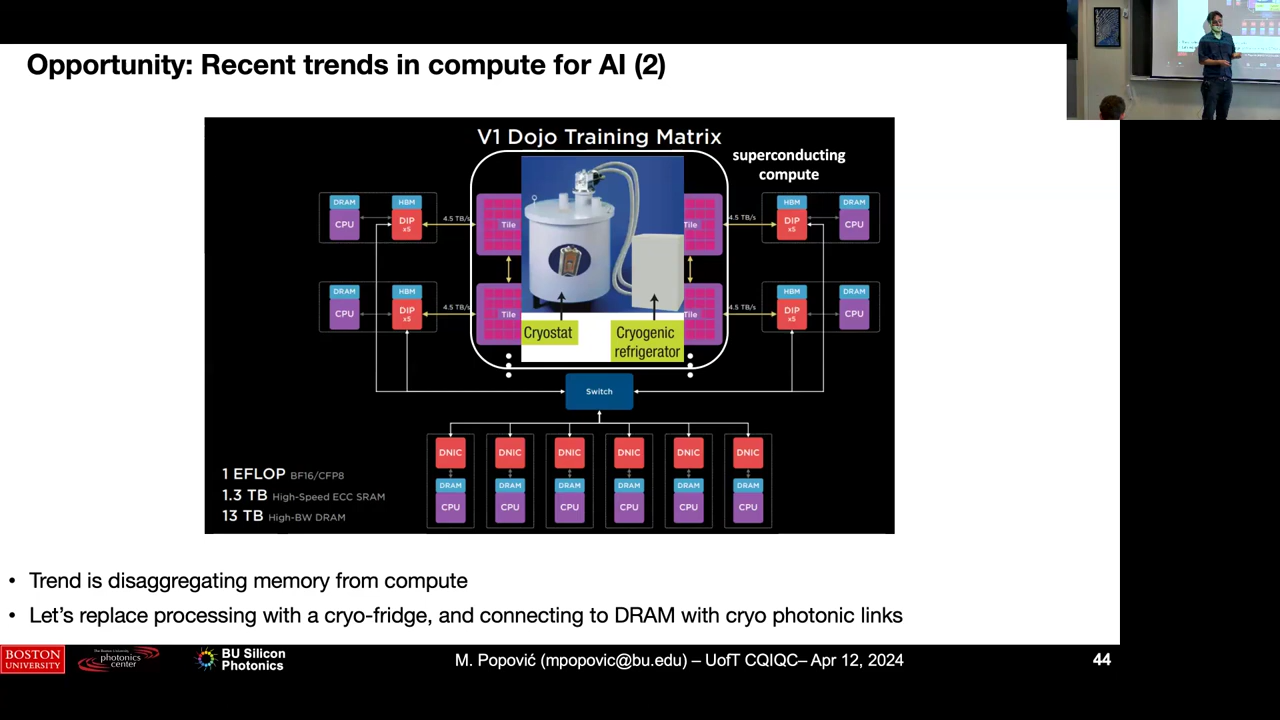 Opportunity: Recent trends in compute for AI (2)
V1 Dojo Training Matrix
superconducting
compute
DRAM
HBM
HBM
DRAM
CPU
DIP
x5
4.5 TB/s
Tile
Tile
4.5 TB/s
DIP
x5
CPU
DRAM
HBM
HBM
DRAM
CPU
DIP
x5
4.5 TB/s
Tile
Tile
4.5 TB/s
DIP
x5
CPU
Cryostat
Cryogenic
refrigerator
Switch
DNIC
DNIC
DNIC
DNIC
DNIC
DNIC
DRAM
DRAM
DRAM
DRAM
DRAM
DRAM
CPU
CPU
CPU
CPU
CPU
CPU
1 EFLOP BF16/CFP8
1.3 TB High-Speed ECC SRAM
13 TB High-BW DRAM
• Trend is disaggregating memory from compute
• Let's replace processing with a cryo-fridge, and connecting to DRAM with cryo photonic links
BOSTON
UNIVERSITY
photonics
center
BU Silicon
Photonics
M. Popović (mpopovic@bu.edu) – UofT CQIQC– Apr 12, 2024
44